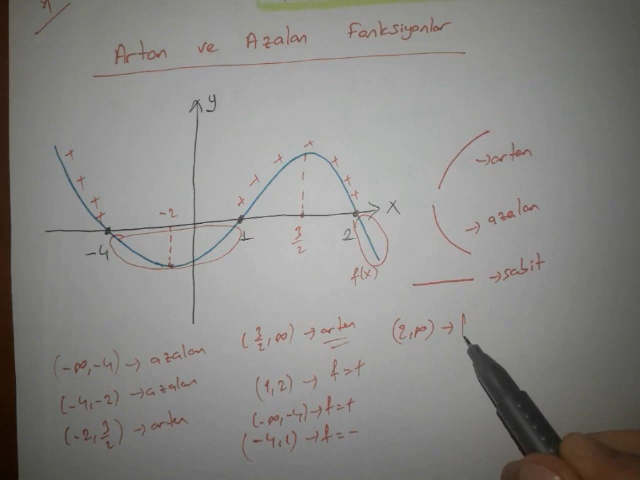 Artan ve Azalan Fonksiyonlar
y
x
-4
-2
1
3/2
2
f(x)
→artan
→azalan
→sabit
(-∞,-4) → azalan
(-4,-2) → azalan
(-2, 3/2) → artan
(3/2, ∞) → artan
(1,2) → f=+
(-∞,-4) → f=+
(-4,1) → f=-
(2,∞) →